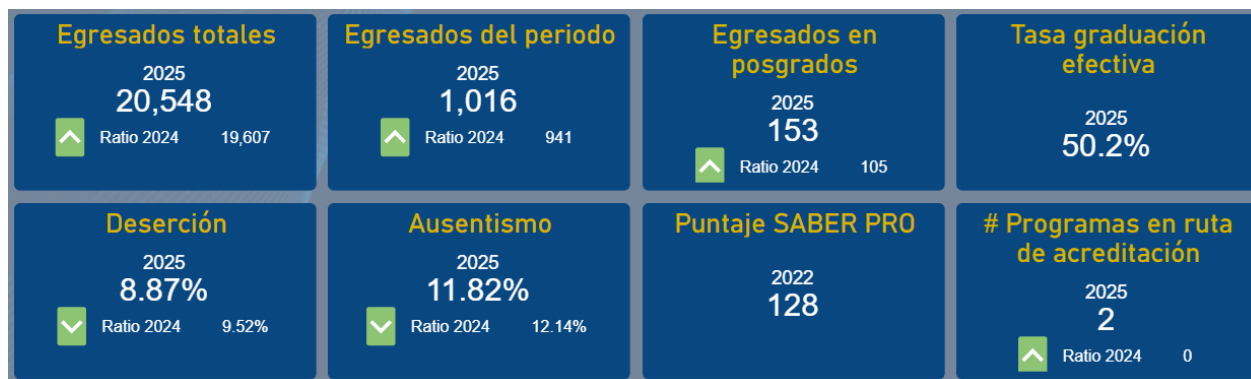 Egresados totales
2025
20,548
Ratio 2024 19,607
Egresados del periodo
2025
1,016
Ratio 2024 941
Egresados en
posgrados
2025
153
Ratio 2024 105
Tasa graduación
efectiva
2025
50.2%
Deserción
2025
8.87%
Ratio 2024 9.52%
Ausentismo
2025
11.82%
Ratio 2024 12.14%
Puntaje SABER PRO
2022
128
# Programas en ruta
de acreditación
2025
2
Ratio 2024 0